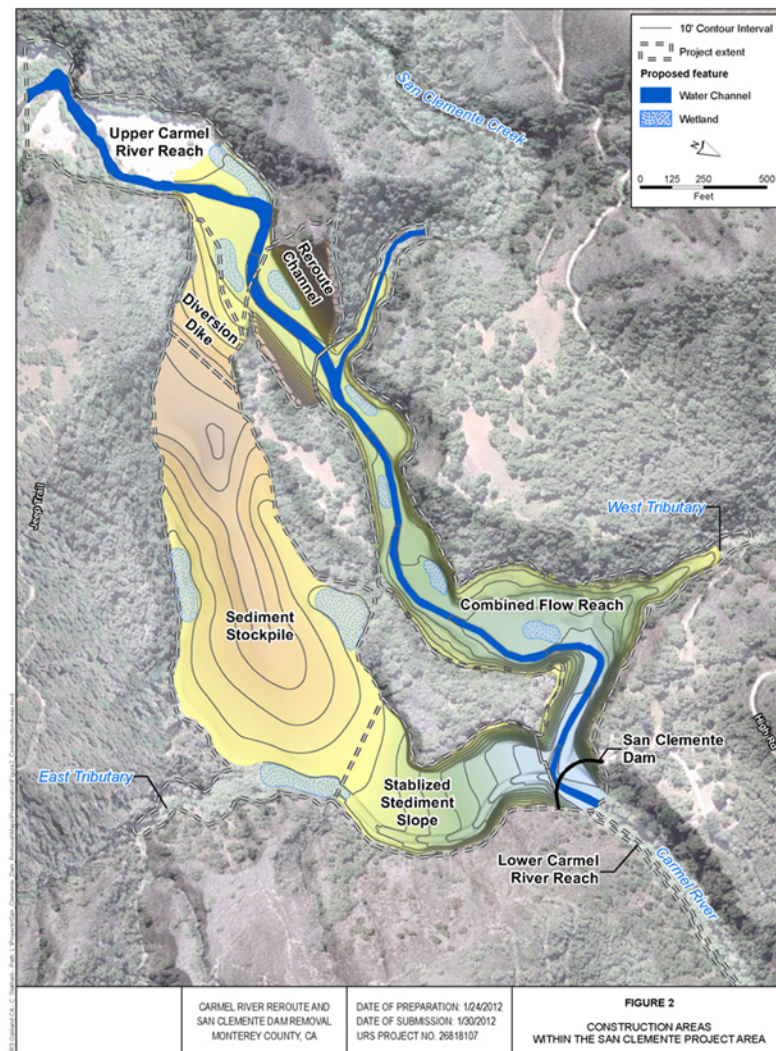 10' Contour Interval
Project extent
Proposed feature
Water Channel
Wetland
N
0 125 250 500
Feet
San Clemente Creek
Upper Carmel
River Reach
Reroute
Channel
Diversion
Dike
Jeep Trail
West Tributary
Combined Flow Reach
Sediment
Stockpile
High Ro
San Clemente
Dam
East Tributary
Stablized
Stediment
Slope
Lower Carmel
River Reach
Carmel River
CARMEL RIVER REROUTE AND
SAN CLEMENTE DAM REMOVAL
MONTEREY COUNTY, CA
DATE OF PREPARATION: 1/24/2012
DATE OF SUBMISSION: 1/30/2012
URS PROJECT NO. 26818107
FIGURE 2
CONSTRUCTION AREAS
WITHIN THE SAN CLEMENTE PROJECT AREA